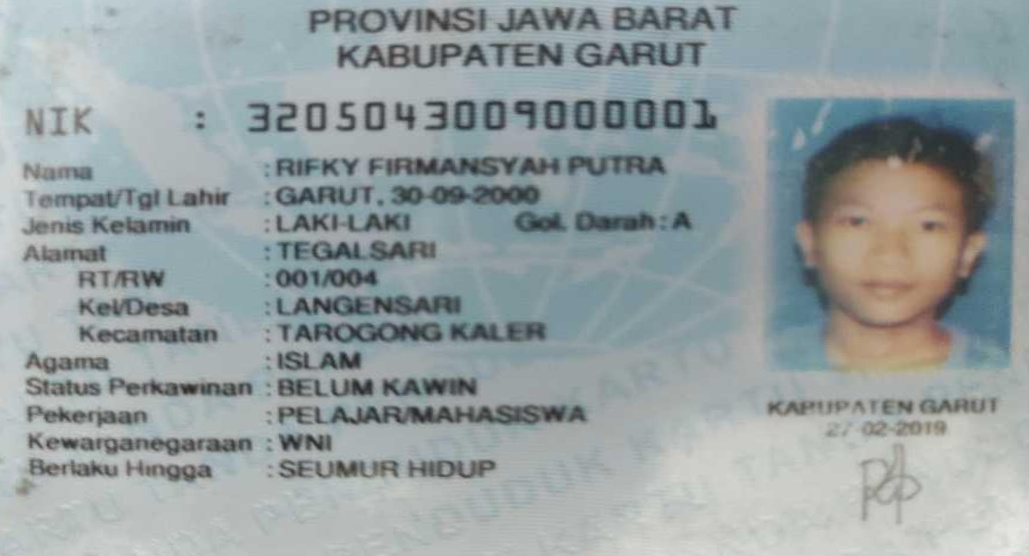 PROVINSI JAWA BARAT
KABUPATEN GARUT
NIK : 3205043009000001
Nama : RIFKY FIRMANSYAH PUTRA
Tempat/Tgl Lahir : GARUT, 30-09-2000
Jenis Kelamin : LAKI-LAKI Gol. Darah : A
Alamat : TEGALSARI
RT/RW : 001/004
Kel/Desa : LANGENSARI
Kecamatan : TAROGONG KALER
Agama : ISLAM
Status Perkawinan : BELUM KAWIN
Pekerjaan : PELAJAR/MAHASISWA
Kewarganegaraan : WNI
Berlaku Hingga : SEUMUR HIDUP
KABUPATEN GARUT
27-02-2019